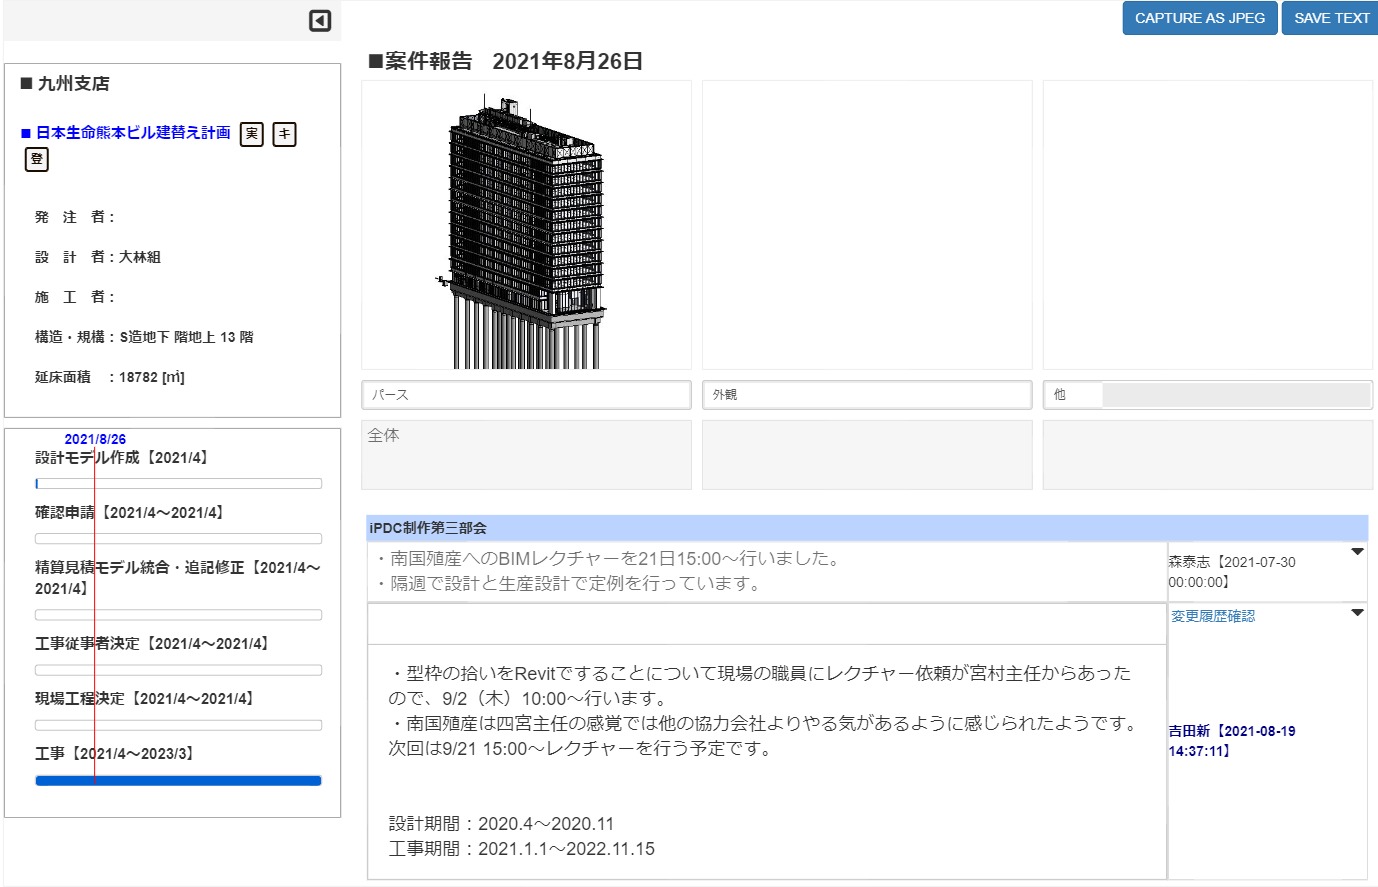 CAPTURE AS JPEG
SAVE TEXT
■ 九州支店
■ 日本生命熊本ビル建替え計画 実 キ
登
発　注　者：
設　計　者：大林組
施　工　者：
構造・規構：S造地下 階地上 13 階
延床面積　：18782 [㎡]
2021/8/26
設計モデル作成【2021/4】
確認申請【2021/4～2021/4】
精算見積モデル統合・追記修正【2021/4～
2021/4】
工事従事者決定【2021/4～2021/4】
現場工程決定【2021/4～2021/4】
工事【2021/4～2023/3】
■案件報告　2021年8月26日
パース
外観
他
全体
iPDC制作第三部会
・南国殖産へのBIMレクチャーを21日15:00～行いました。
・隔週で設計と生産設計で定例を行っています。
森泰志【2021-07-30
00:00:00】
変更履歴確認
・型枠の拾いをRevitですることについて現場の職員にレクチャー依頼が宮村主任からあった
ので、9/2（木）10:00～行います。
・南国殖産は四宮主任の感覚では他の協力会社よりやる気があるように感じられたようです。
次回は9/21 15:00～レクチャーを行う予定です。
設計期間：2020.4～2020.11
工事期間：2021.1.1～2022.11.15
吉田新【2021-08-19
14:37:11】